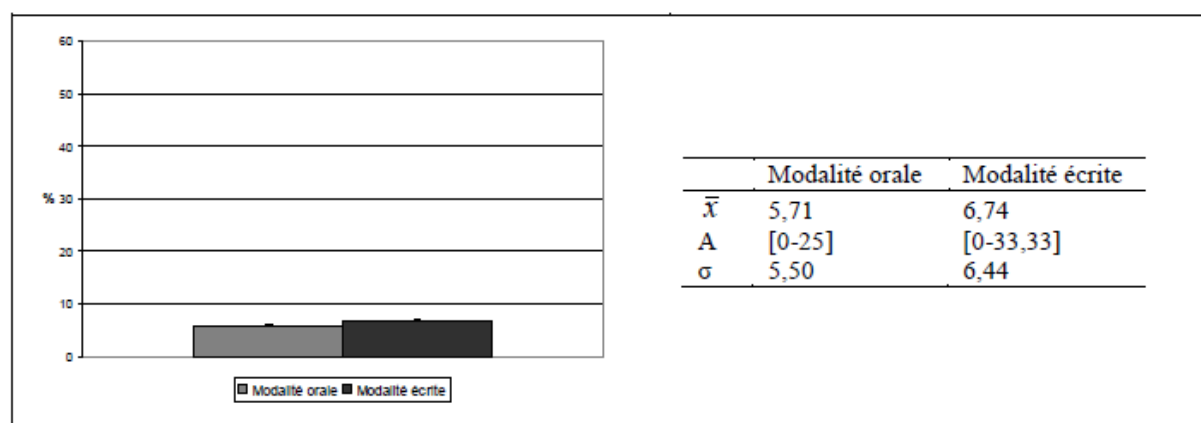 60
50
40
% 30
20
10
0
Modalité orale Modalité écrite
Modalité orale Modalité écrite
x̅ 5,71 6,74
A [0-25] [0-33,33]
σ 5,50 6,44